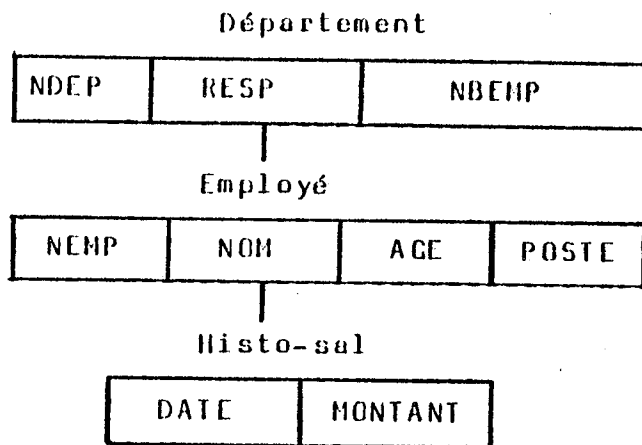 Département
NDEP RESP NBEMP
Employé
NEMP NOM AGE POSTE
Histo-sal
DATE MONTANT